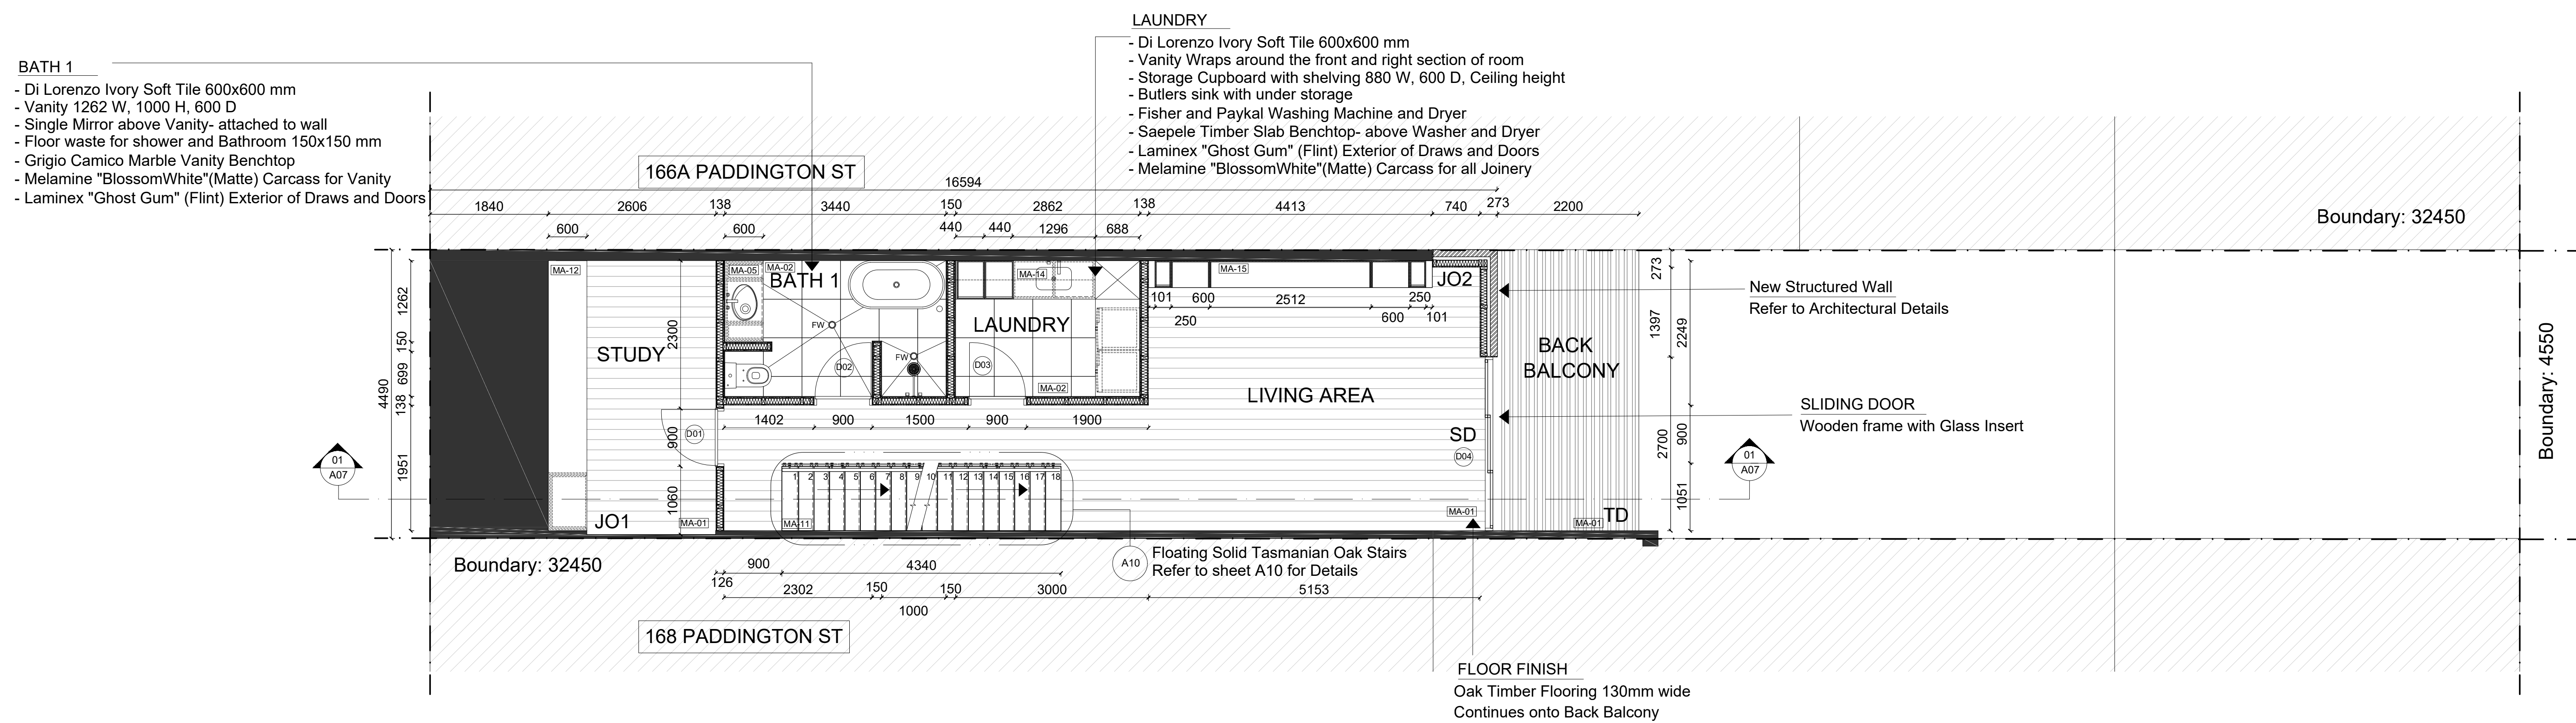 LAUNDRY
- Di Lorenzo Ivory Soft Tile 600x600 mm
- Vanity Wraps around the front and right section of room
- Storage Cupboard with shelving 880 W, 600 D, Ceiling height
- Butlers sink with under storage
- Fisher and Paykal Washing Machine and Dryer
- Saepele Timber Slab Benchtop- above Washer and Dryer
- Laminex "Ghost Gum" (Flint) Exterior of Draws and Doors
- Melamine "BlossomWhite"(Matte) Carcass for all Joinery
BATH 1
- Di Lorenzo Ivory Soft Tile 600x600 mm
- Vanity 1262 W, 1000 H, 600 D
- Single Mirror above Vanity- attached to wall
- Floor waste for shower and Bathroom 150x150 mm
- Grigio Camico Marble Vanity Benchtop
- Melamine "BlossomWhite"(Matte) Carcass for Vanity
- Laminex "Ghost Gum" (Flint) Exterior of Draws and Doors
166A PADDINGTON ST
16594
1840 2606 138 3440 150 2862 138 4413 740 273 2200
600 600 440 440 1296 688
Boundary: 32450
MA-12 MA-05 MA-02 MA-14 MA-15
BATH 1
JO2
101 600 2512 250
250 600 101
FW
LAUNDRY
STUDY
2300
FW
D02
D03
MA-02
LIVING AREA
BACK
BALCONY
273
1397
2249
2700
900
1051
New Structured Wall
Refer to Architectural Details
SLIDING DOOR
Wooden frame with Glass Insert
Boundary: 4550
4490
1262
150
699
138
1951
1402 900 1500 900 1900
D01
900
1060
SD
D04
01
A07
01
A07
1 2 3 4 5 6 7 8 9 10 11 12 13 14 15 16 17 18
JO1
MA-01
MA-11
MA-01
MA-01
TD
Boundary: 32450
A10
Floating Solid Tasmanian Oak Stairs
Refer to sheet A10 for Details
900 4340
126
2302 150 150 3000 5153
1000
168 PADDINGTON ST
FLOOR FINISH
Oak Timber Flooring 130mm wide
Continues onto Back Balcony